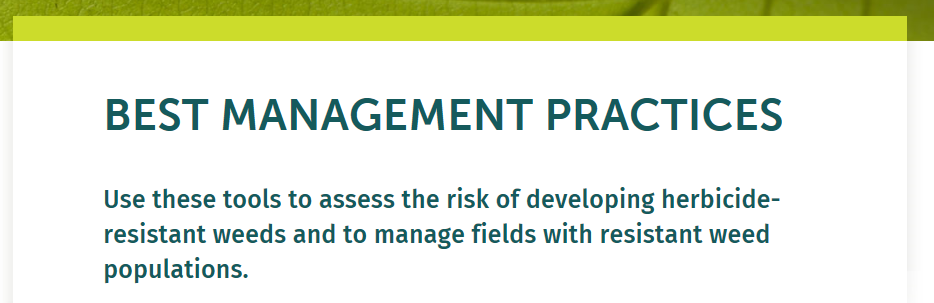 BEST MANAGEMENT PRACTICES
Use these tools to assess the risk of developing herbicide-
resistant weeds and to manage fields with resistant weed
populations.